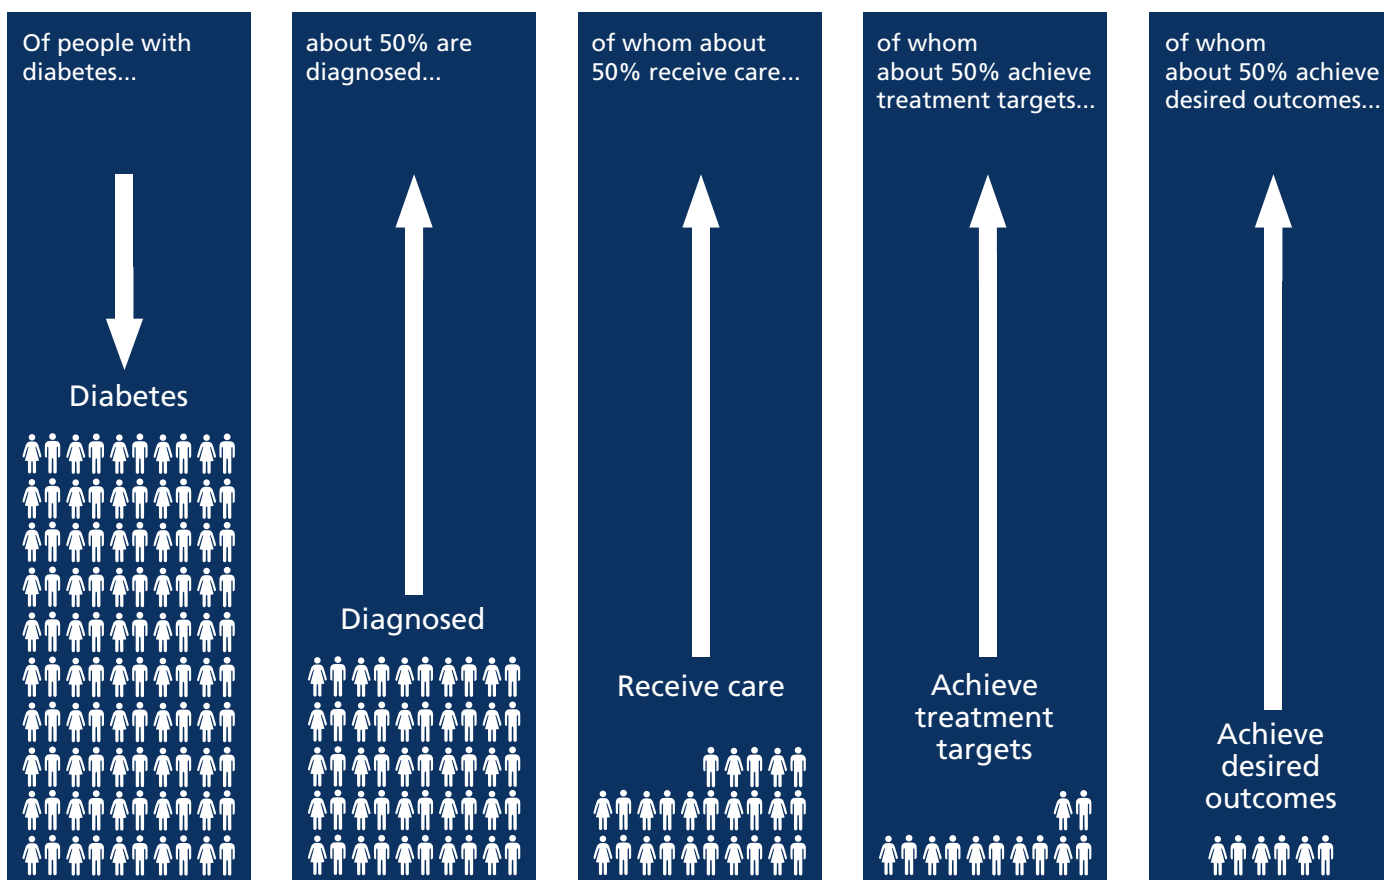 Of people with
diabetes...
Diabetes
about 50% are
diagnosed...
Diagnosed
of whom about
50% receive care...
Receive care
of whom
about 50% achieve
treatment targets...
Achieve
treatment
targets
of whom
about 50% achieve
desired outcomes...
Achieve
desired
outcomes